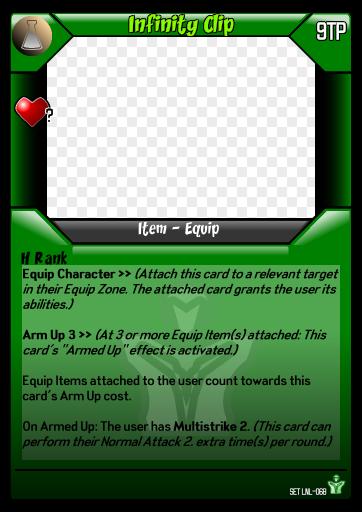 Infinity Clip
9TP
?
Item - Equip
H Rank
Equip Character >> (Attach this card to a relevant target
in their Equip Zone. The attached card grants the user its
abilities.)
Arm Up 3 >> (At 3 or more Equip Item(s) attached: This
card's "Armed Up" effect is activated.)
Equip Items attached to the user count towards this
card's Arm Up cost.
On Armed Up: The user has Multistrike 2. (This card can
perform their Normal Attack 2. extra time(s) per round.)
SET LNL-068